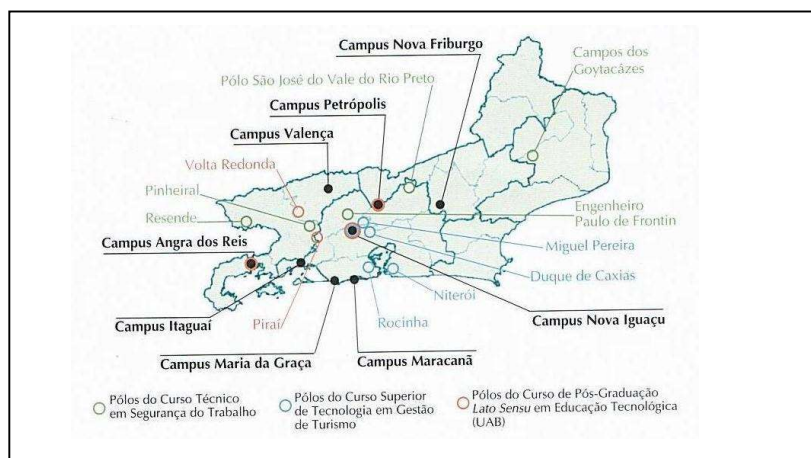 Campus Nova Friburgo
Campos dos
Goytacázes
Pólo São José do Vale do Rio Preto
Campus Petrópolis
Campus Valença
Volta Redonda
Pinheiral
Resende
Engenheiro
Paulo de Frontin
Miguel Pereira
Campus Angra dos Reis
Duque de Caxias
Niterói
Campus Itaguaí
Piraí
Rocinha
Campus Nova Iguaçu
Campus Maria da Graça
Campus Maracanã
Pólos do Curso Técnico
em Segurança do Trabalho
Pólos do Curso Superior
de Tecnologia em Gestão
de Turismo
Pólos do Curso de Pós-Graduação
Lato Sensu em Educação Tecnológica
(UAB)